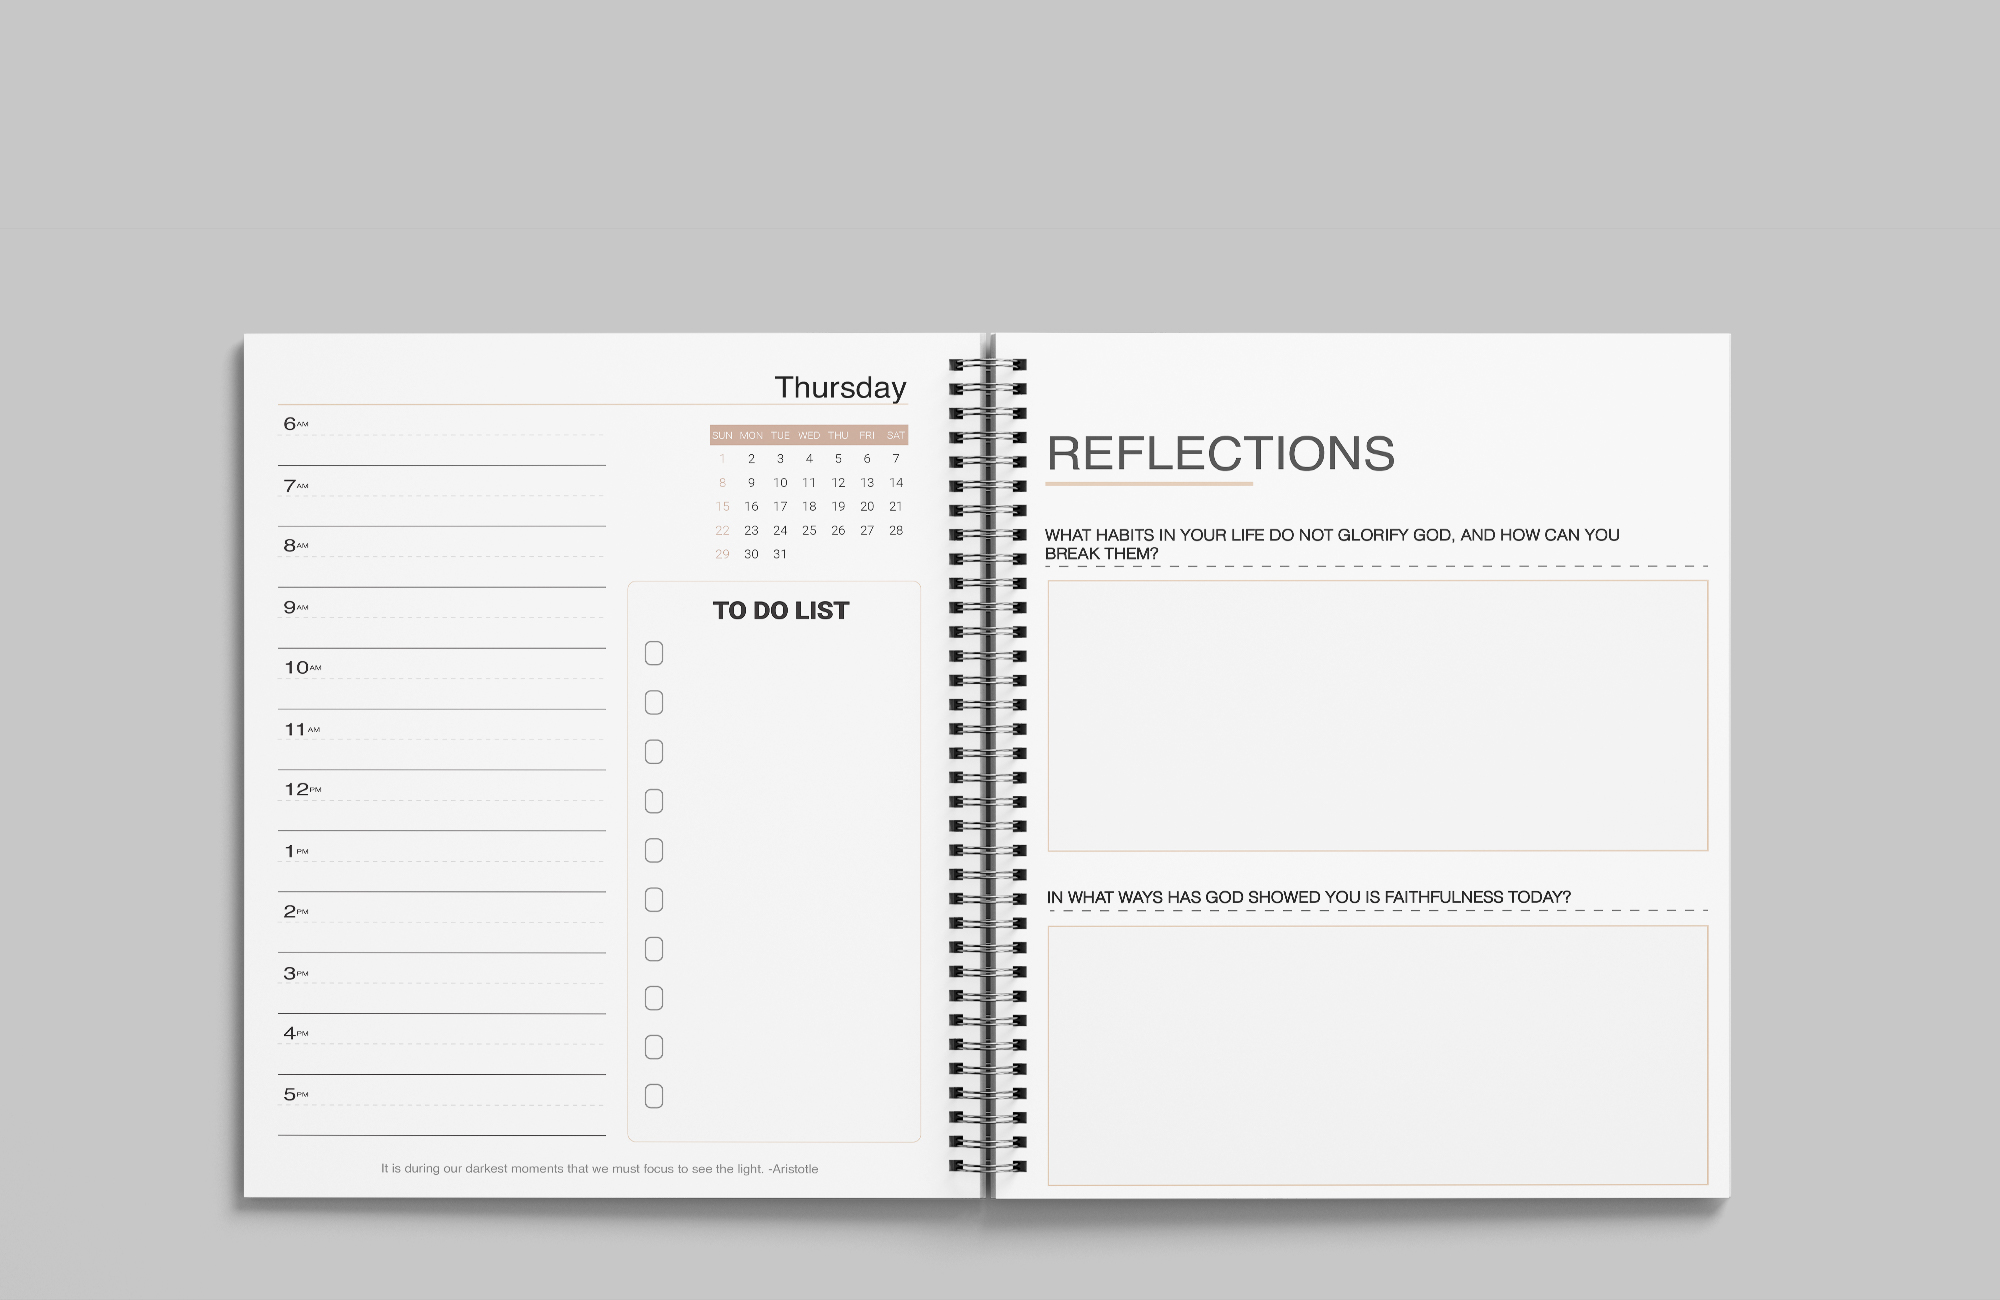 Thursday
6AM
7AM
8AM
9AM
10AM
11AM
12PM
1PM
2PM
3PM
4PM
5PM
SUN MON TUE WED THU FRI SAT
1 2 3 4 5 6 7
8 9 10 11 12 13 14
15 16 17 18 19 20 21
22 23 24 25 26 27 28
29 30 31
TO DO LIST
It is during our darkest moments that we must focus to see the light. -Aristotle
REFLECTIONS
WHAT HABITS IN YOUR LIFE DO NOT GLORIFY GOD, AND HOW CAN YOU
BREAK THEM?
IN WHAT WAYS HAS GOD SHOWED YOU IS FAITHFULNESS TODAY?